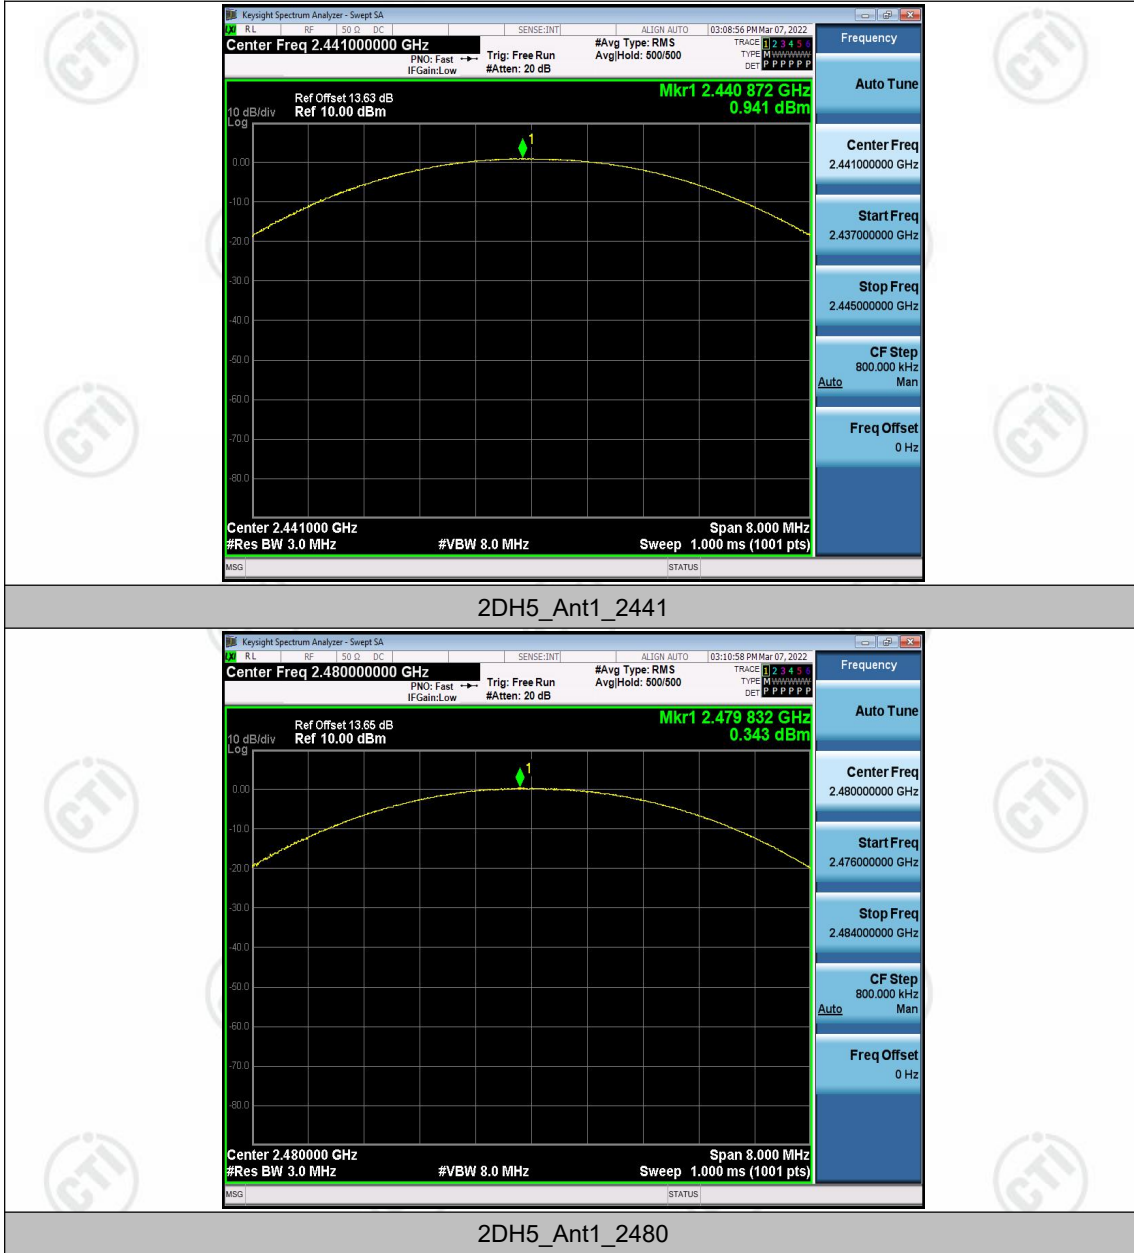 Keysight Spectrum Analyzer - Swept SA
LXI RL RF 50 Ω DC SENSE:INT ALIGN AUTO 03:08:56 PM Mar 07, 2022
Center Freq 2.441000000 GHz
PNO: Fast
IFGain:Low
Trig: Free Run
#Atten: 20 dB
#Avg Type: RMS
Avg|Hold: 500/500
TRACE 1 2 3 4 5 6
TYPE M WWWWW
DET P P P P P P
Mkr1 2.440 872 GHz
0.941 dBm
Ref Offset 13.63 dB
10 dB/div Ref 10.00 dBm
Log
1
0.00
-10.0
-20.0
-30.0
-40.0
-50.0
-60.0
-70.0
-80.0
Center 2.441000 GHz Span 8.000 MHz
#Res BW 3.0 MHz #VBW 8.0 MHz Sweep 1.000 ms (1001 pts)
MSG STATUS
Frequency
Auto Tune
Center Freq
2.441000000 GHz
Start Freq
2.437000000 GHz
Stop Freq
2.445000000 GHz
CF Step
800.000 kHz
Auto Man
Freq Offset
0 Hz
2DH5_Ant1_2441
Keysight Spectrum Analyzer - Swept SA
LXI RL RF 50 Ω DC SENSE:INT ALIGN AUTO 03:10:58 PM Mar 07, 2022
Center Freq 2.480000000 GHz
PNO: Fast
IFGain:Low
Trig: Free Run
#Atten: 20 dB
#Avg Type: RMS
Avg|Hold: 500/500
TRACE 1 2 3 4 5 6
TYPE M WWWWW
DET P P P P P P
Mkr1 2.479 832 GHz
0.343 dBm
Ref Offset 13.65 dB
10 dB/div Ref 10.00 dBm
Log
1
0.00
-10.0
-20.0
-30.0
-40.0
-50.0
-60.0
-70.0
-80.0
Center 2.480000 GHz Span 8.000 MHz
#Res BW 3.0 MHz #VBW 8.0 MHz Sweep 1.000 ms (1001 pts)
MSG STATUS
Frequency
Auto Tune
Center Freq
2.480000000 GHz
Start Freq
2.476000000 GHz
Stop Freq
2.484000000 GHz
CF Step
800.000 kHz
Auto Man
Freq Offset
0 Hz
2DH5_Ant1_2480
CTI
CTI
CTI
CTI
CTI
CTI
CTI
CTI